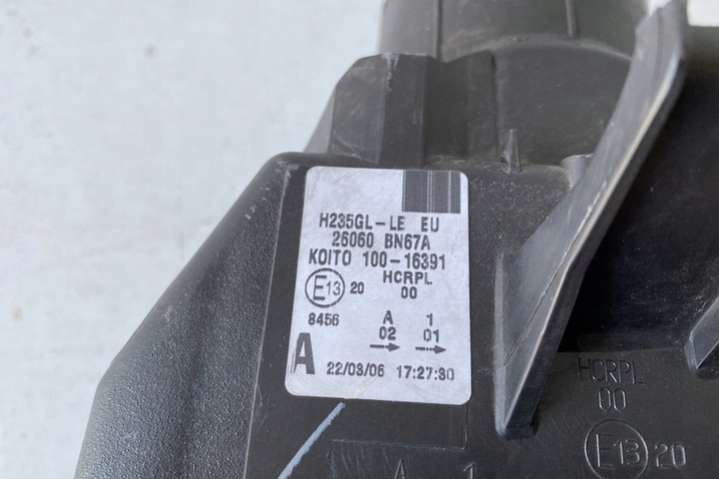 H235GL-LE EU
26060 BN67A
KOITO 100-16391
HCRPL
E13 20 00
8456 A 1
02 01
A 22/03/06 17:27:30
HCRPL
00
E13 20
A 1